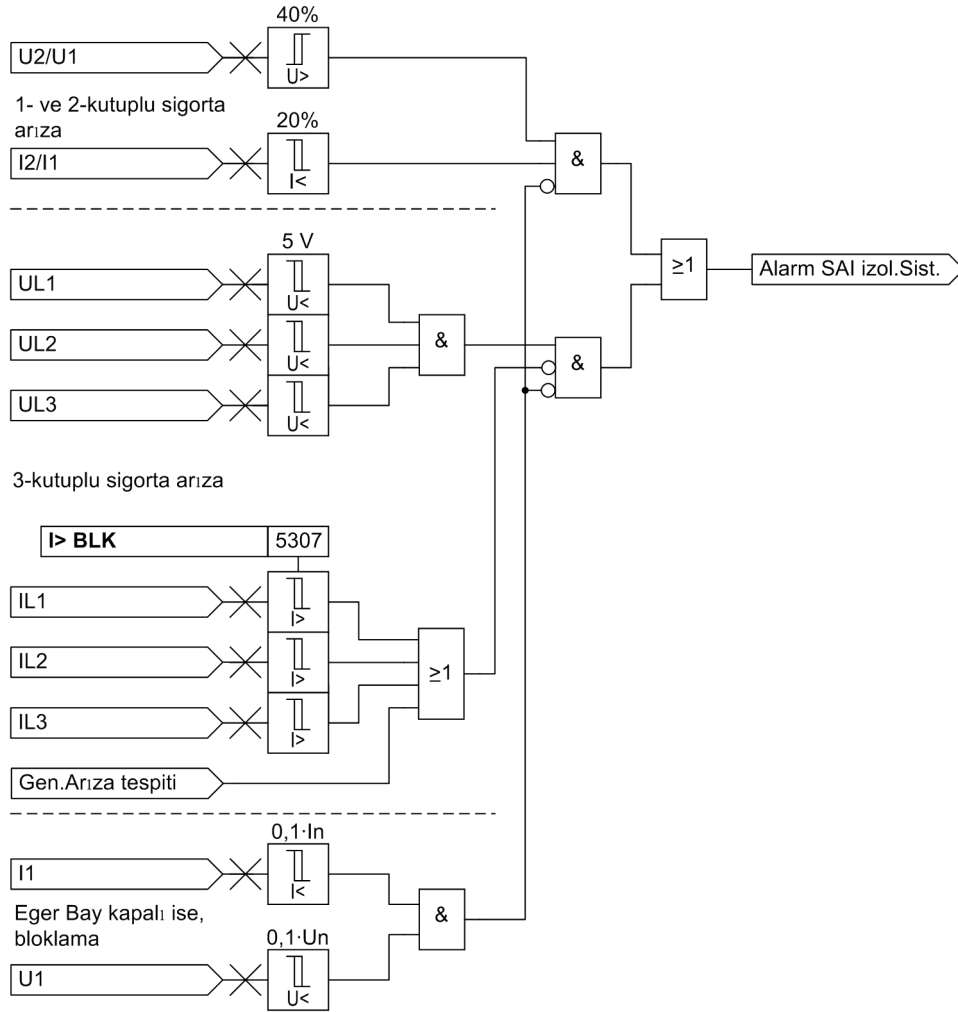 40%
U2/U1
U>
1- ve 2-kutuplu sigorta
arıza
20%
I2/I1
I<
&
5 V
UL1
U<
UL2
U<
UL3
U<
&
&
≥1
Alarm SAI izol.Sist.
3-kutuplu sigorta arıza
I> BLK 5307
IL1
I>
IL2
I>
IL3
I>
≥1
Gen.Arıza tespiti
0,1·In
I1
I<
Eger Bay kapalı ise,
bloklama
&
0,1·Un
U1
U<